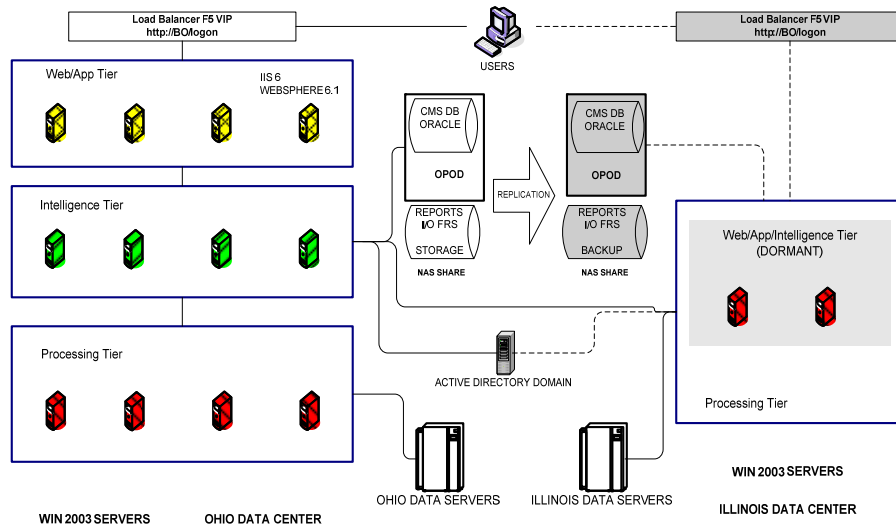 Load Balancer F5 VIP
http://BO/logon
USERS
Load Balancer F5 VIP
http://BO/logon
Web/App Tier
IIS 6
WEBSPHERE 6.1
CMS DB
ORACLE
OPOD
REPLICATION
CMS DB
ORACLE
OPOD
Intelligence Tier
REPORTS
I/O FRS
STORAGE
NAS SHARE
REPORTS
I/O FRS
BACKUP
NAS SHARE
Web/App/Intelligence Tier
(DORMANT)
Processing Tier
ACTIVE DIRECTORY DOMAIN
Processing Tier
OHIO DATA SERVERS
ILLINOIS DATA SERVERS
WIN 2003 SERVERS
ILLINOIS DATA CENTER
WIN 2003 SERVERS
OHIO DATA CENTER